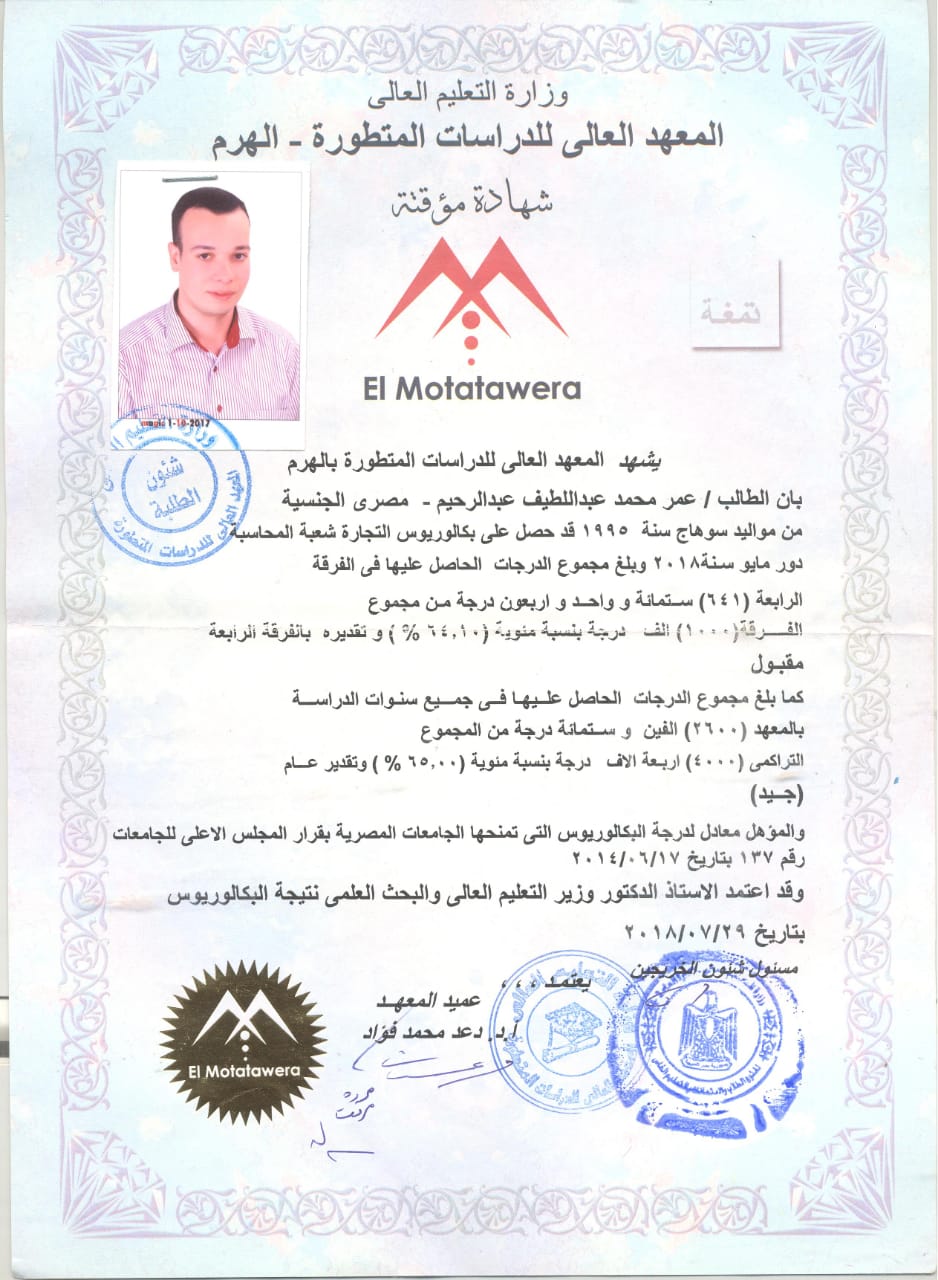 وزارة التعليم العالى
المعهد العالى للدراسات المتطورة - الهرم
شهادة مؤقتة
تمغة
El Motatawera
1-10-2017
وزارة التعليم
شئون الطلبة
المعهد العالى للدراسات المتطورة
يشهد المعهد العالى للدراسات المتطورة بالهرم
بان الطالب / عمر محمد عبداللطيف عبدالرحيم - مصرى الجنسية
من مواليد سوهاج سنة ١٩٩٥ قد حصل على بكالوريوس التجارة شعبة المحاسبة
دور مايو سنة٢٠١٨ وبلغ مجموع الدرجات الحاصل عليها فى الفرقة
الرابعة (٦٤١) ستمائة و واحد و اربعون درجة من مجموع
الفرقة(١٠٠٠) الف درجة بنسبة مئوية (٦٤,١٠ % ) و تقديره بالفرقة الرابعة
مقبول
كما بلغ مجموع الدرجات الحاصل عليها فى جميع سنوات الدراسة
بالمعهد (٢٦٠٠) الفين و ستمائة درجة من المجموع
التراكمى (٤٠٠٠) اربعة الاف درجة بنسبة مئوية (٦٥,٠٠ % ) وتقدير عام
(جيد)
والمؤهل معادل لدرجة البكالوريوس التى تمنحها الجامعات المصرية بقرار المجلس الاعلى للجامعات
رقم ١٣٧ بتاريخ ٢٠١٤/٠٦/١٧
وقد اعتمد الاستاذ الدكتور وزير التعليم العالى والبحث العلمى نتيجة البكالوريوس
بتاريخ ٢٠١٨/٠٧/٢٩
مسئول شئون الخريجين
يعتمد ، ، ،
عميد المعهد
أ.د. دعد محمد فؤاد
El Motatawera